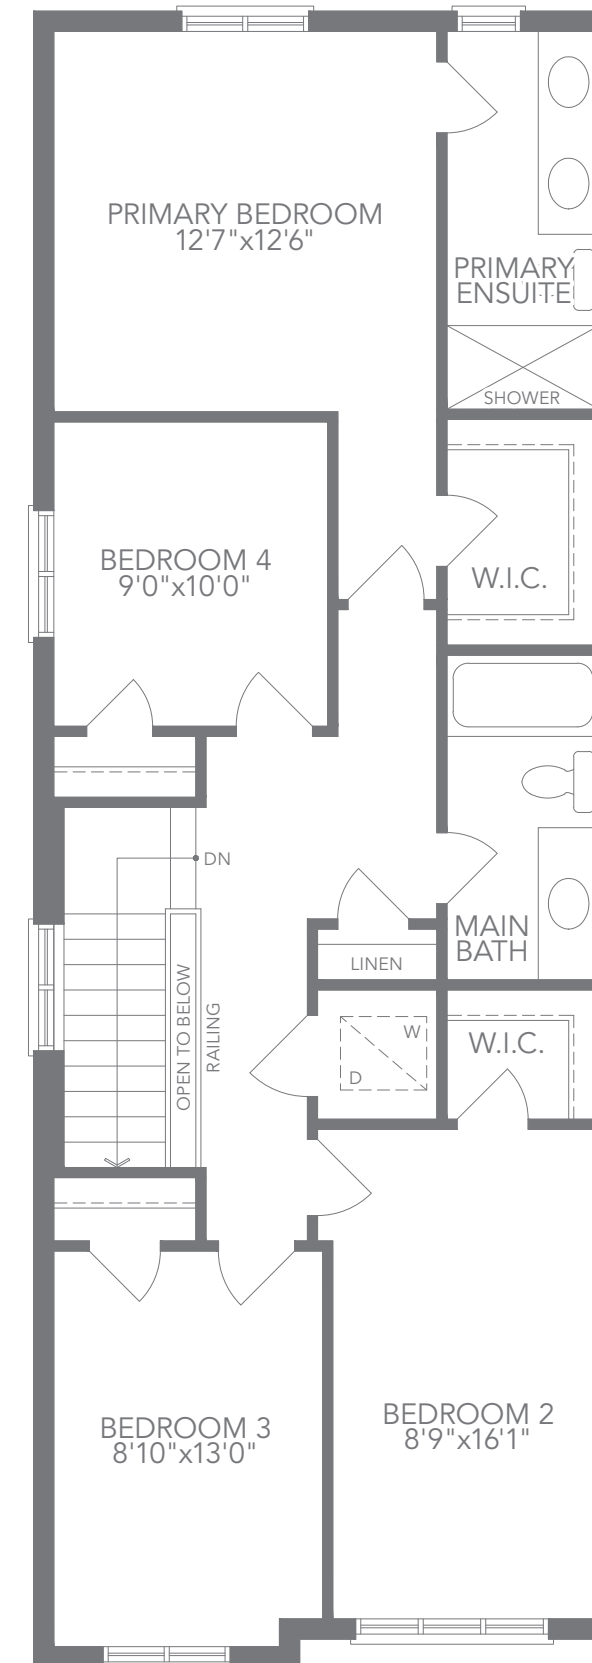 PRIMARY BEDROOM
12'7"x12'6"
PRIMARY
ENSUITE
SHOWER
BEDROOM 4
9'0"x10'0"
W.I.C.
DN
MAIN
BATH
LINEN
OPEN TO BELOW
RAILING
W
D
W.I.C.
BEDROOM 3
8'10"x13'0"
BEDROOM 2
8'9"x16'1"